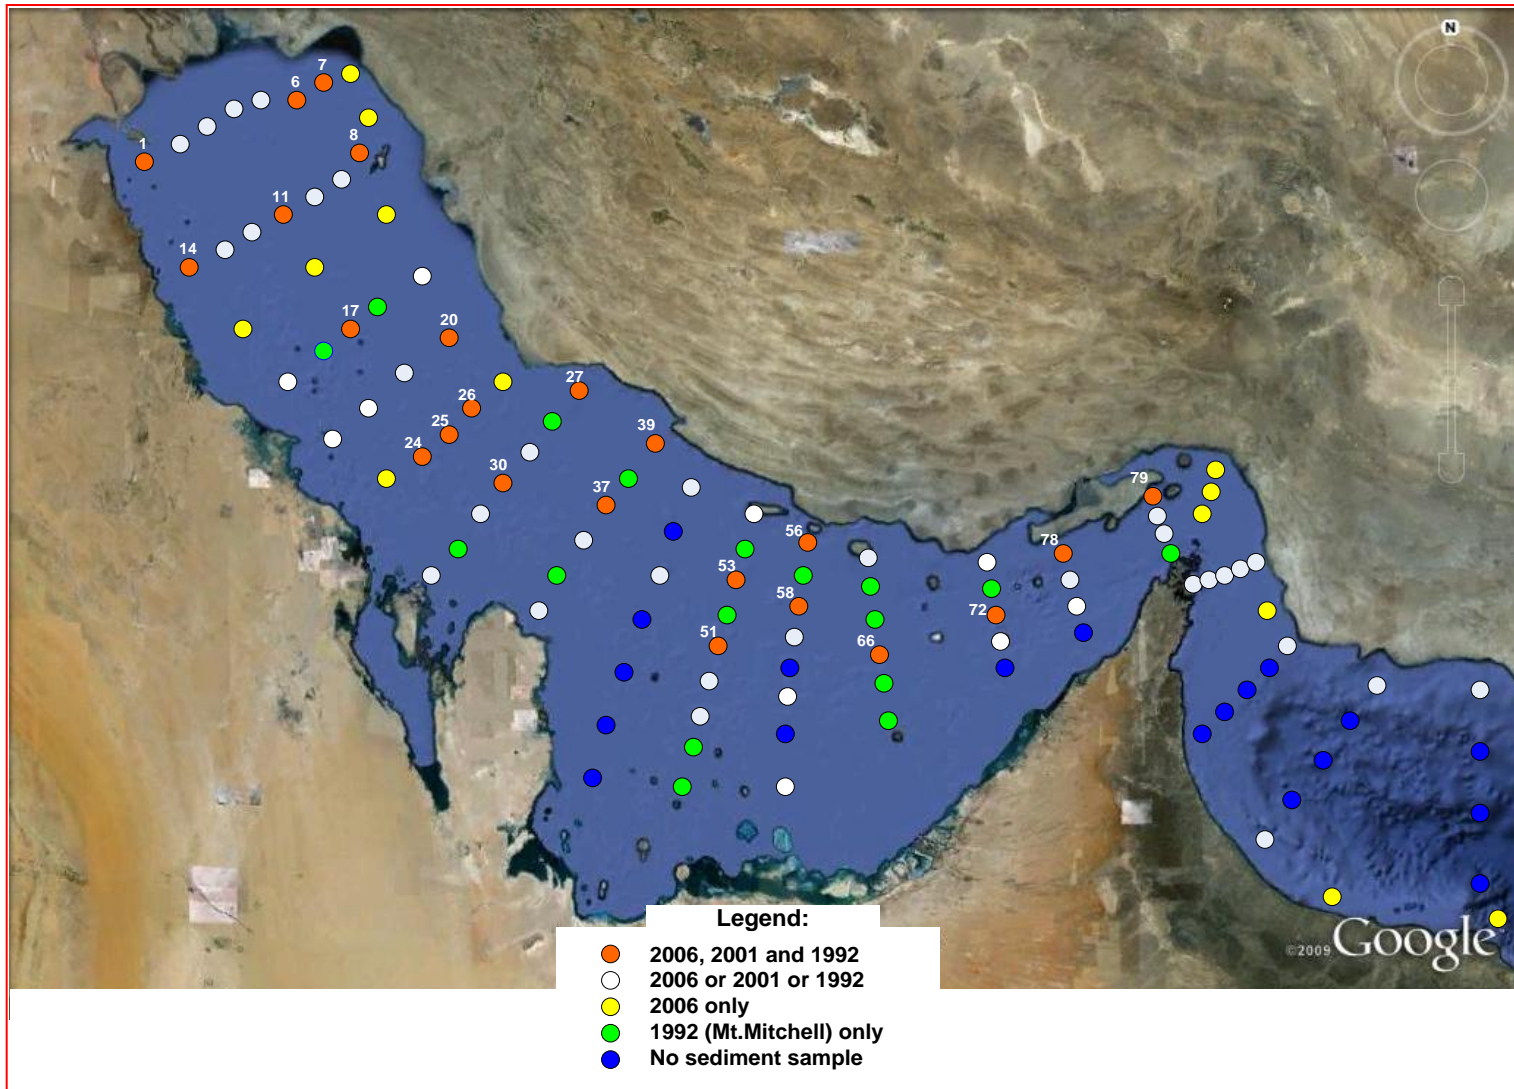 N
7
6
8
1
11
14
17
20
27
26
39
25
24
30
37
79
56
78
53
58
72
51
66
©2009 Google
Legend:
2006, 2001 and 1992
2006 or 2001 or 1992
2006 only
1992 (Mt.Mitchell) only
No sediment sample